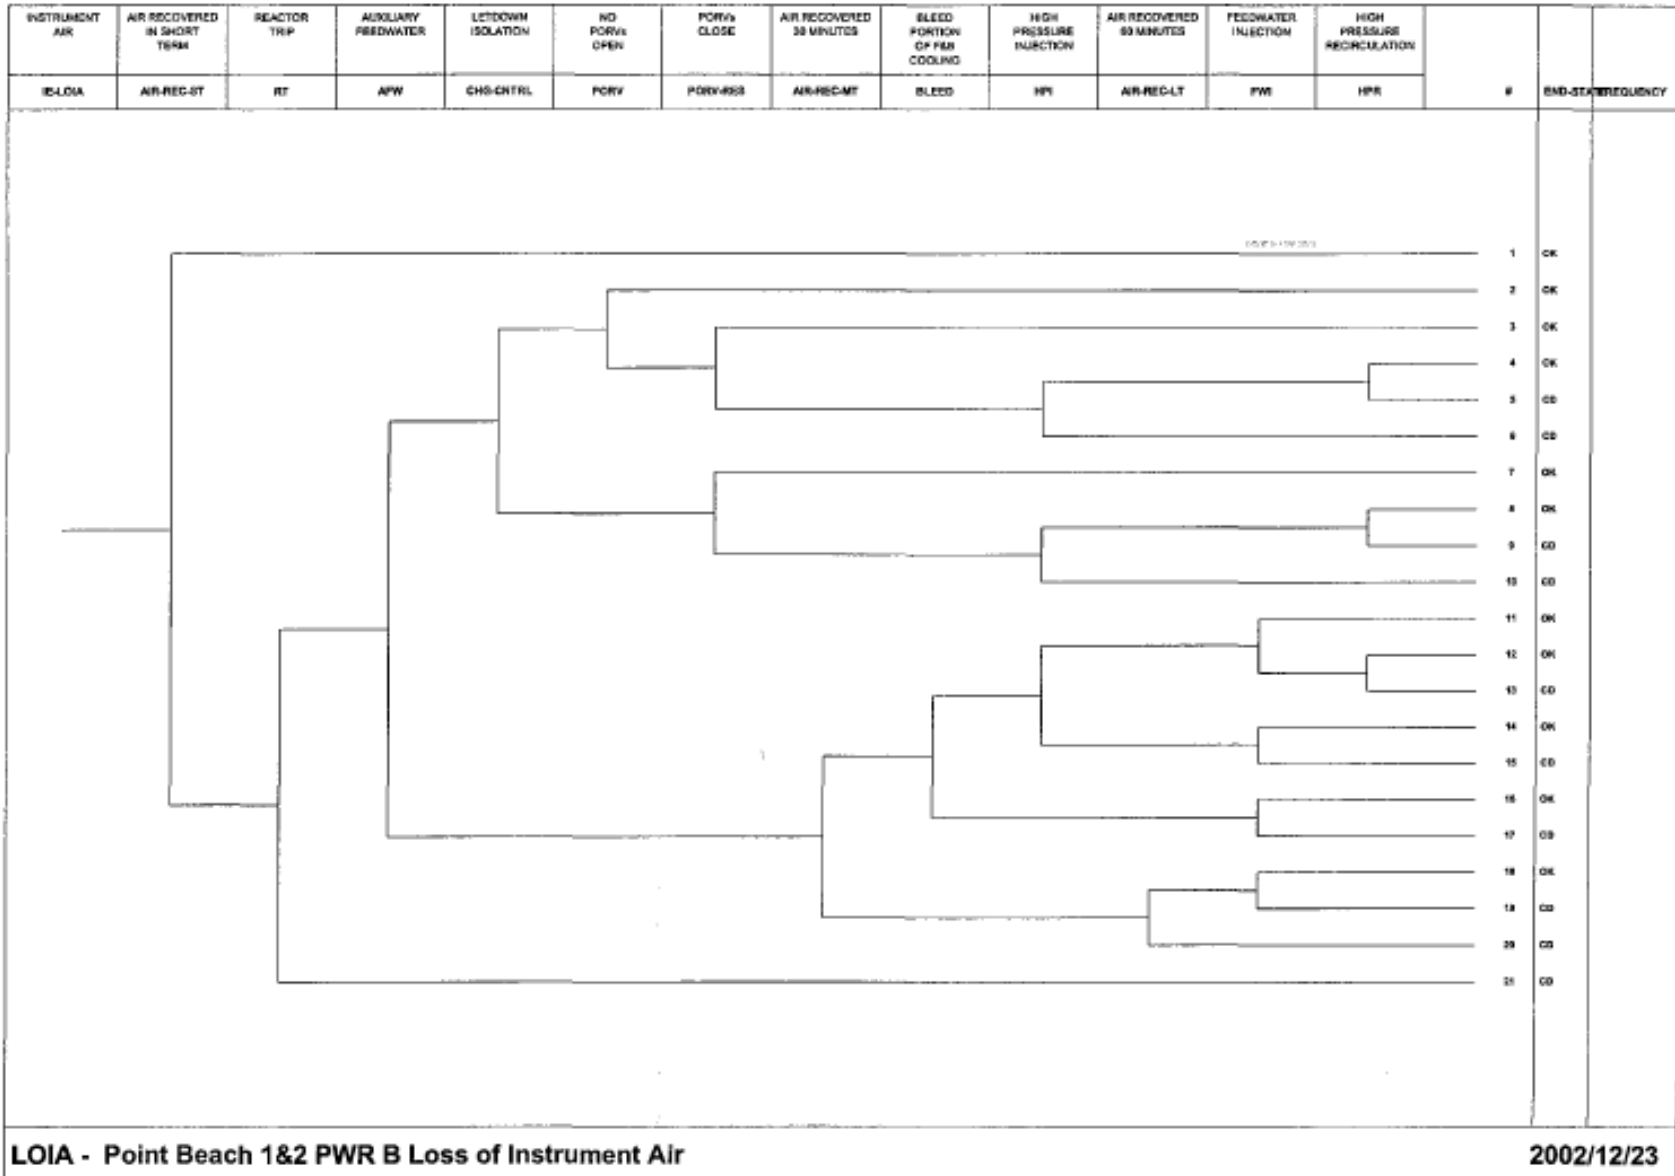 INSTRUMENT AIR
AIR RECOVERED IN SHORT TERM
REACTOR TRIP
AUXILIARY FEEDWATER
LETDOWN ISOLATION
NO PORVs OPEN
PORVs CLOSE
AIR RECOVERED 30 MINUTES
BLEED PORTION OF F&B COOLING
HIGH PRESSURE INJECTION
AIR RECOVERED 60 MINUTES
FEEDWATER INJECTION
HIGH PRESSURE RECIRCULATION
IE-LOIA
AIR-REC-ST
RT
AFW
CHG-CNTRL
PORV
PORV-RES
AIR-REC-MT
BLEED
HPI
AIR-REC-LT
FWI
HPR
#
END-STATE
FREQUENCY
1 OK
2 OK
3 OK
4 OK
5 CD
6 CD
7 OK
8 OK
9 CD
10 CD
11 OK
12 OK
13 CD
14 OK
15 CD
16 OK
17 CD
18 OK
19 CD
20 CD
21 CD
LOIA - Point Beach 1&2 PWR B Loss of Instrument Air
2002/12/23